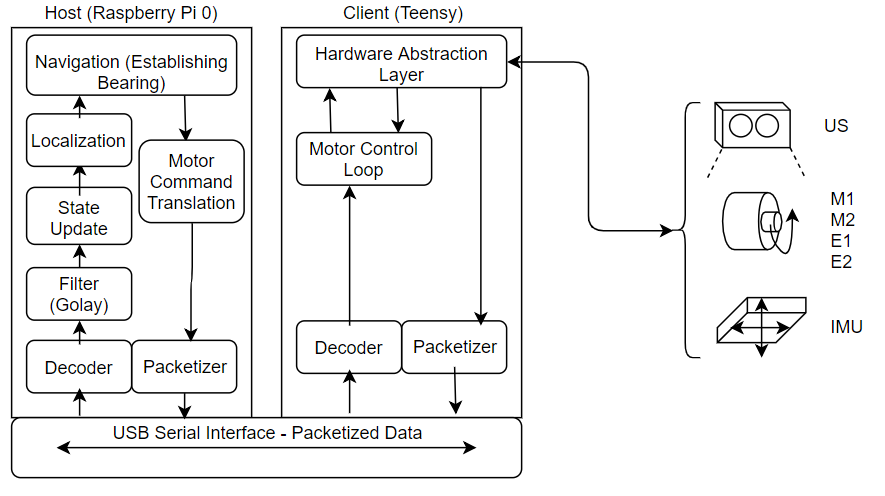 Host (Raspberry Pi 0)
Navigation (Establishing
Bearing)
Localization
Motor
Command
Translation
State
Update
Filter
(Golay)
Decoder
Packetizer
Client (Teensy)
Hardware Abstraction
Layer
Motor Control
Loop
Decoder
Packetizer
USB Serial Interface - Packetized Data
US
M1
M2
E1
E2
IMU